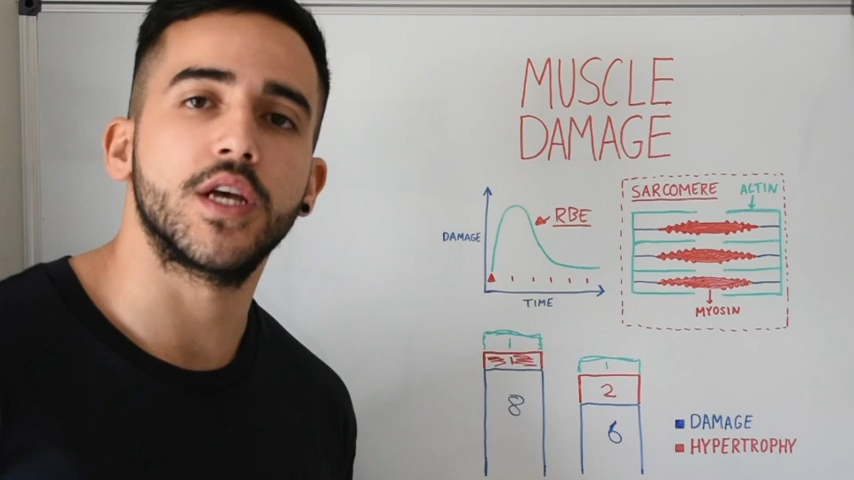 MUSCLE
DAMAGE
SARCOMERE
ACTIN
RBE
DAMAGE
TIME
MYOSIN
1
8
1
2
6
DAMAGE
HYPERTROPHY